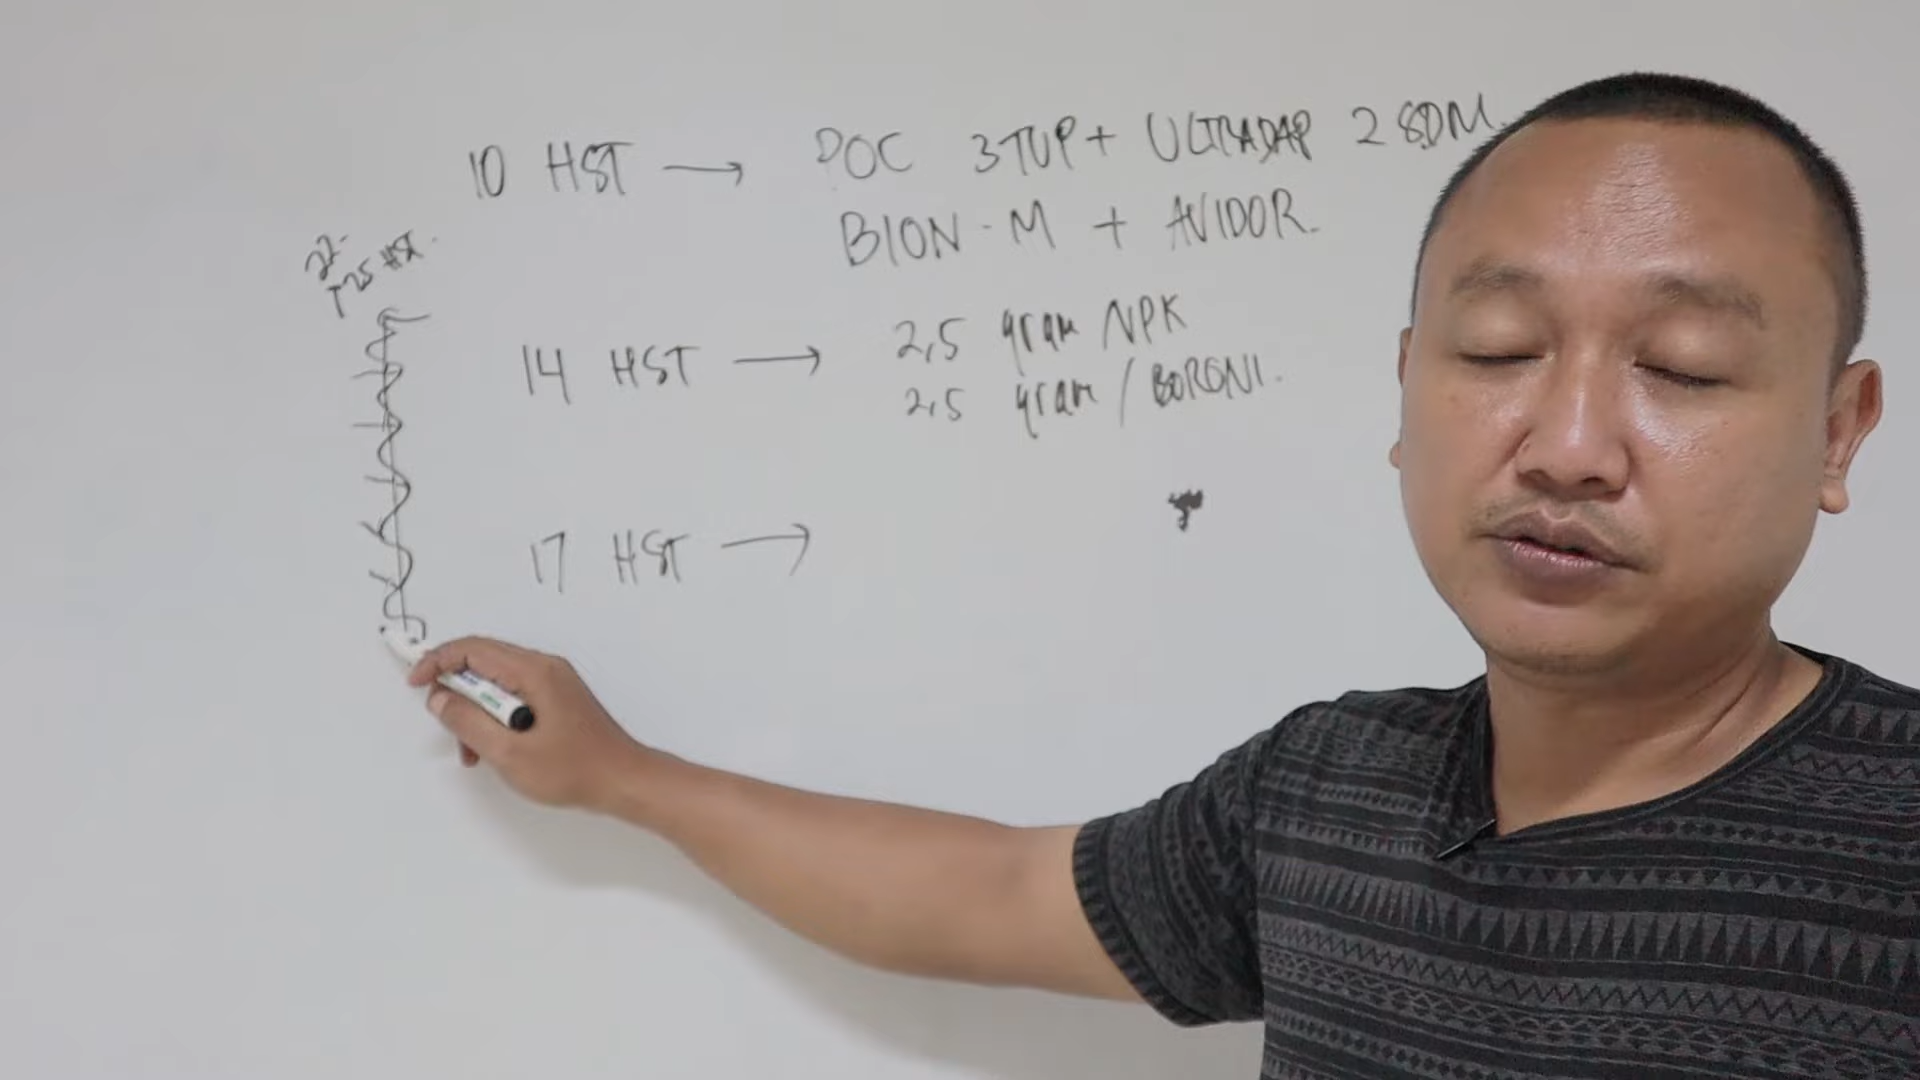 10 HST → POC 3 TUP + ULTRADAP 2 SDM
BION-M + AVIDOR.
22-
25 HST.
14 HST → 2,5 gram NPK
2,5 gram / BORONI.
17 HST →